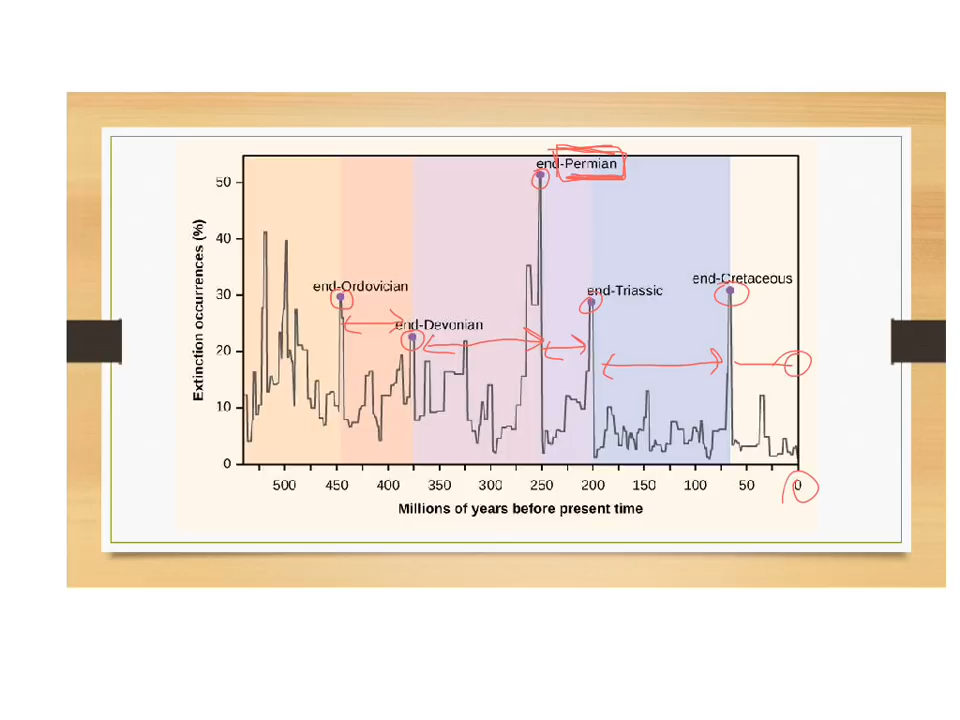 end-Permian
50
40
end-Ordovician
end-Triassic
end-Cretaceous
30
end-Devonian
20
10
0
Extinction occurrences (%)
500 450 400 350 300 250 200 150 100 50 0
Millions of years before present time